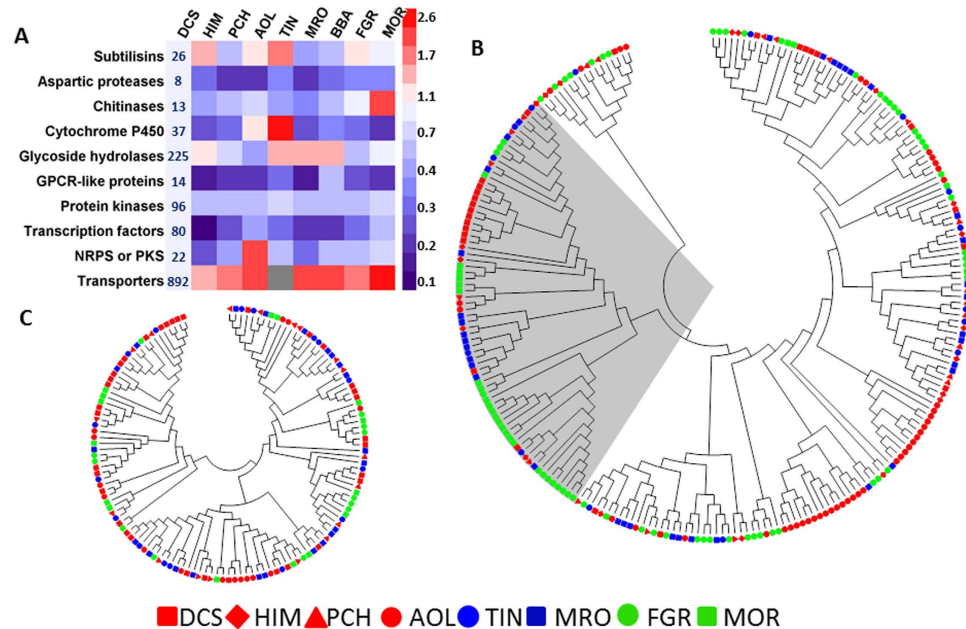 A
DCS HIM PCH AOL TIN MRO BBA FGR MOR
Subtilisins 26
Aspartic proteases 8
Chitinases 13
Cytochrome P450 37
Glycoside hydrolases 225
GPCR-like proteins 14
Protein kinases 96
Transcription factors 80
NRPS or PKS 22
Transporters 892
2.6
1.7
1.1
0.7
0.4
0.3
0.2
0.1
B
C
DCS HIM PCH AOL TIN MRO FGR MOR